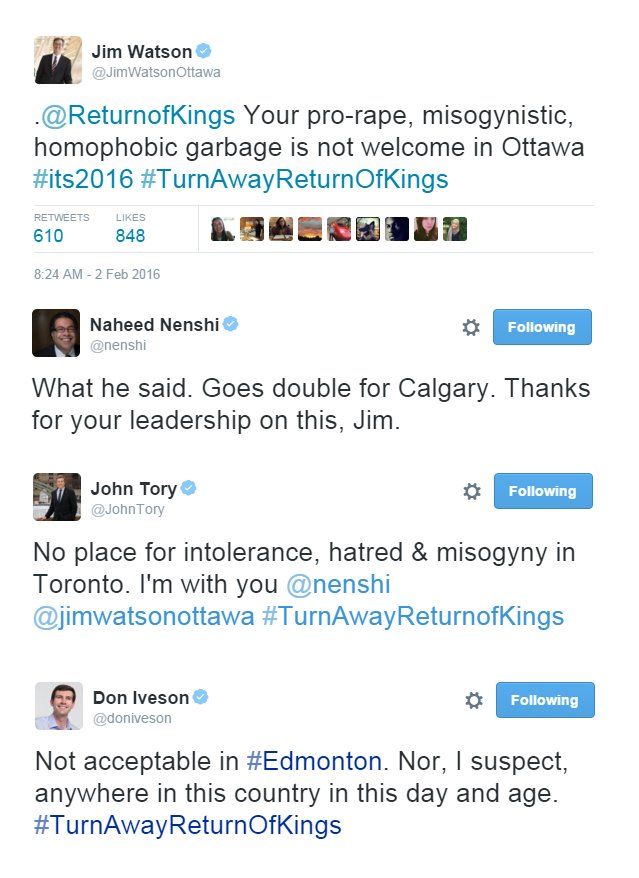 Jim Watson
@JimWatsonOttawa
.@ReturnofKings Your pro-rape, misogynistic,
homophobic garbage is not welcome in Ottawa
#its2016 #TurnAwayReturnOfKings
RETWEETS LIKES
610 848
8:24 AM - 2 Feb 2016
Naheed Nenshi
@nenshi
Following
What he said. Goes double for Calgary. Thanks
for your leadership on this, Jim.
John Tory
@JohnTory
Following
No place for intolerance, hatred & misogyny in
Toronto. I'm with you @nenshi
@jimwatsonottawa #TurnAwayReturnofKings
Don Iveson
@doniveson
Following
Not acceptable in #Edmonton. Nor, I suspect,
anywhere in this country in this day and age.
#TurnAwayReturnOfKings